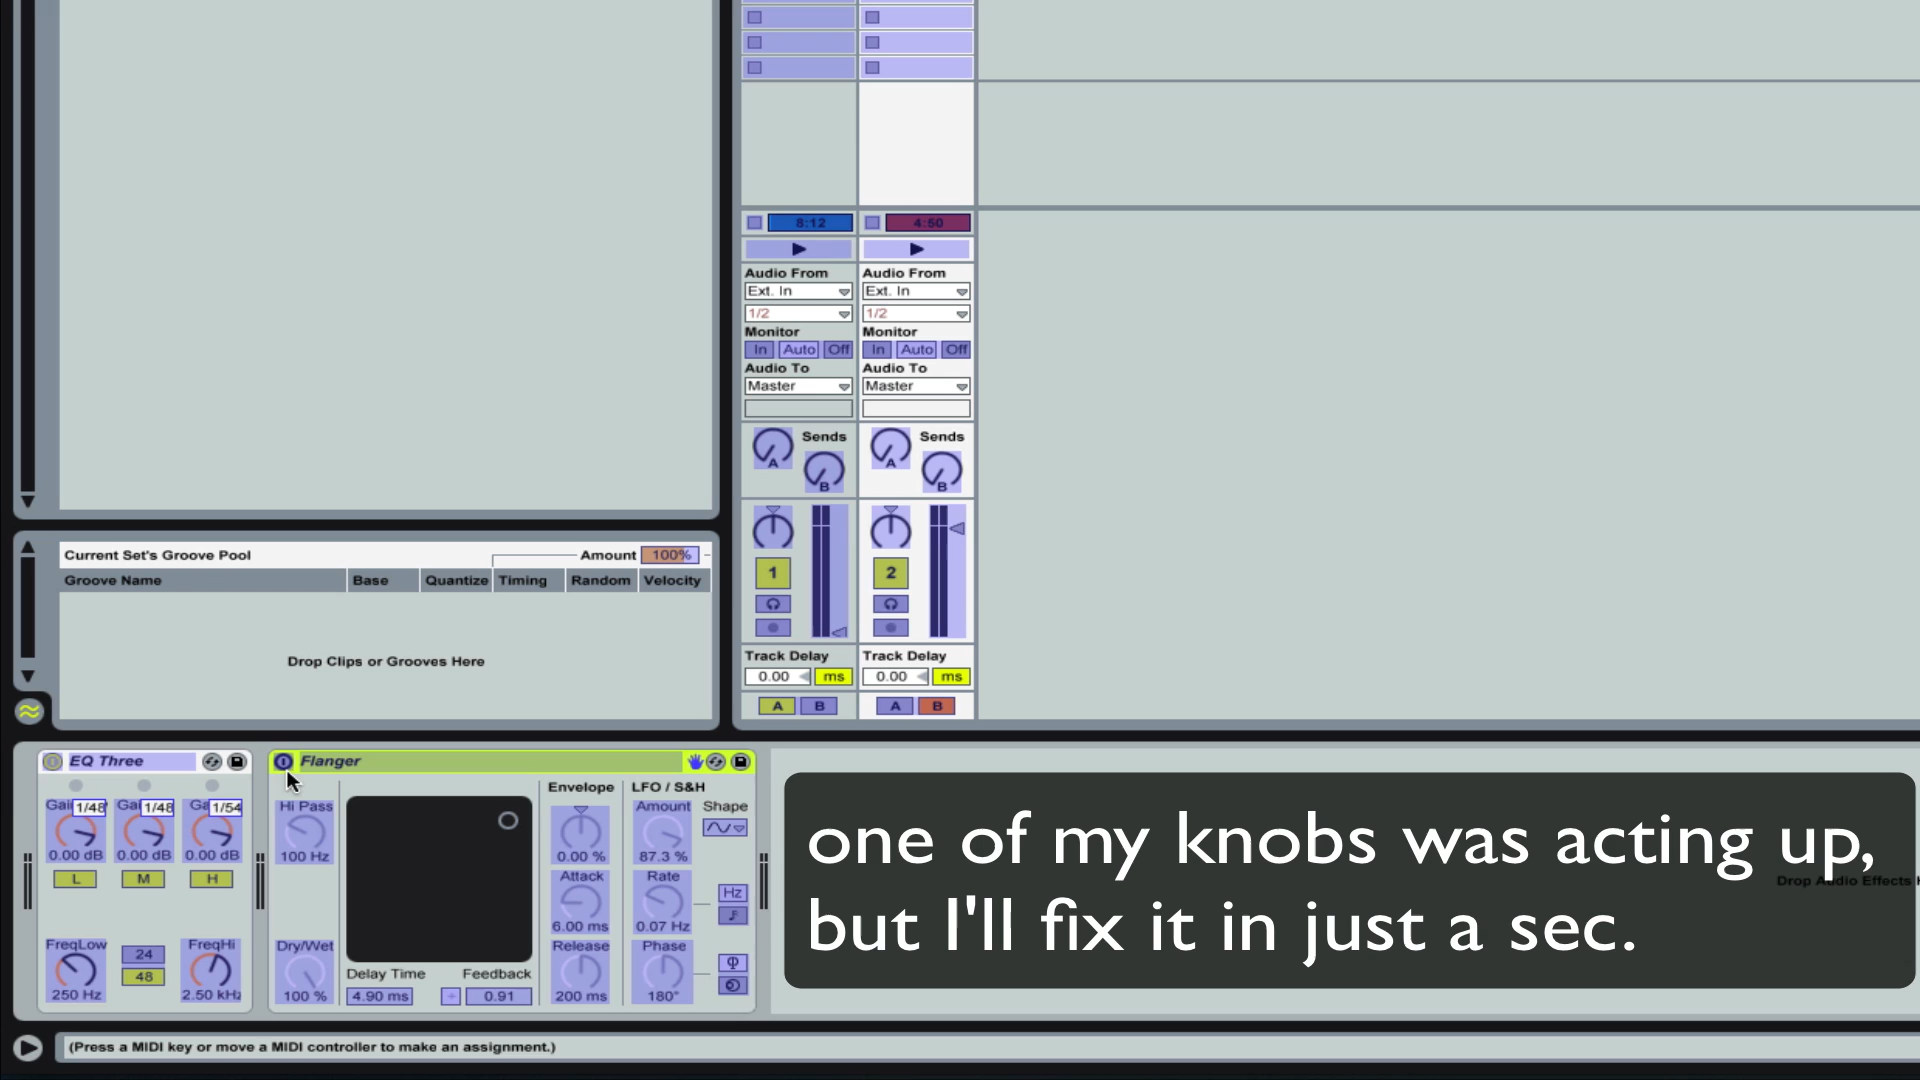 8:12 4:50
Audio From Audio From
Ext. In Ext. In
1/2 1/2
Monitor Monitor
In Auto Off In Auto Off
Audio To Audio To
Master Master
Sends Sends
A A
B B
Current Set's Groove Pool Amount 100%
Groove Name Base Quantize Timing Random Velocity
Drop Clips or Grooves Here
1 2
Track Delay Track Delay
0.00 ms 0.00 ms
A B A B
EQ Three
1/48 1/48 1/54
0.00 dB 0.00 dB 0.00 dB
L M H
FreqLow 24 FreqHi
48
250 Hz 2.50 kHz
Flanger
Envelope LFO / S&H
Hi Pass Amount Shape
100 Hz 0.00 % 87.3 %
Attack Rate
Hz
6.00 ms 0.07 Hz
Dry/Wet Release Phase
Delay Time Feedback
100 % 4.90 ms + 0.91 200 ms 180°
one of my knobs was acting up,
but I'll fix it in just a sec.
Drop Audio Effects
(Press a MIDI key or move a MIDI controller to make an assignment.)